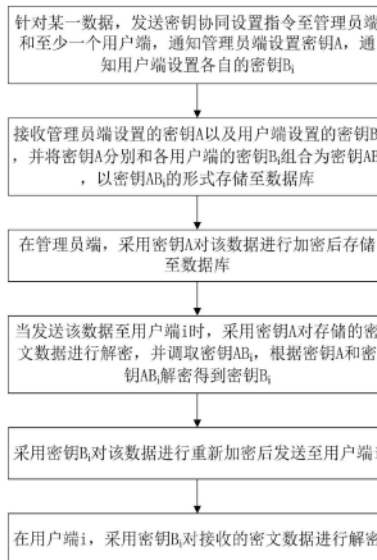 针对某一数据，发送密钥协同设置指令至管理员端
和至少一个用户端，通知管理员端设置密钥A，通
知用户端设置各自的密钥Bi
接收管理员端设置的密钥A以及用户端设置的密钥B
，并将密钥A分别和各用户端的密钥Bi组合为密钥AB
，以密钥ABi的形式存储至数据库
在管理员端，采用密钥A对该数据进行加密后存储
至数据库
当发送该数据至用户端i时，采用密钥A对存储的密
文数据进行解密，并调取密钥ABi，根据密钥A和密
钥ABi解密得到密钥Bi
采用密钥Bi对该数据进行重新加密后发送至用户端i
在用户端i，采用密钥Bi对接收的密文数据进行解密